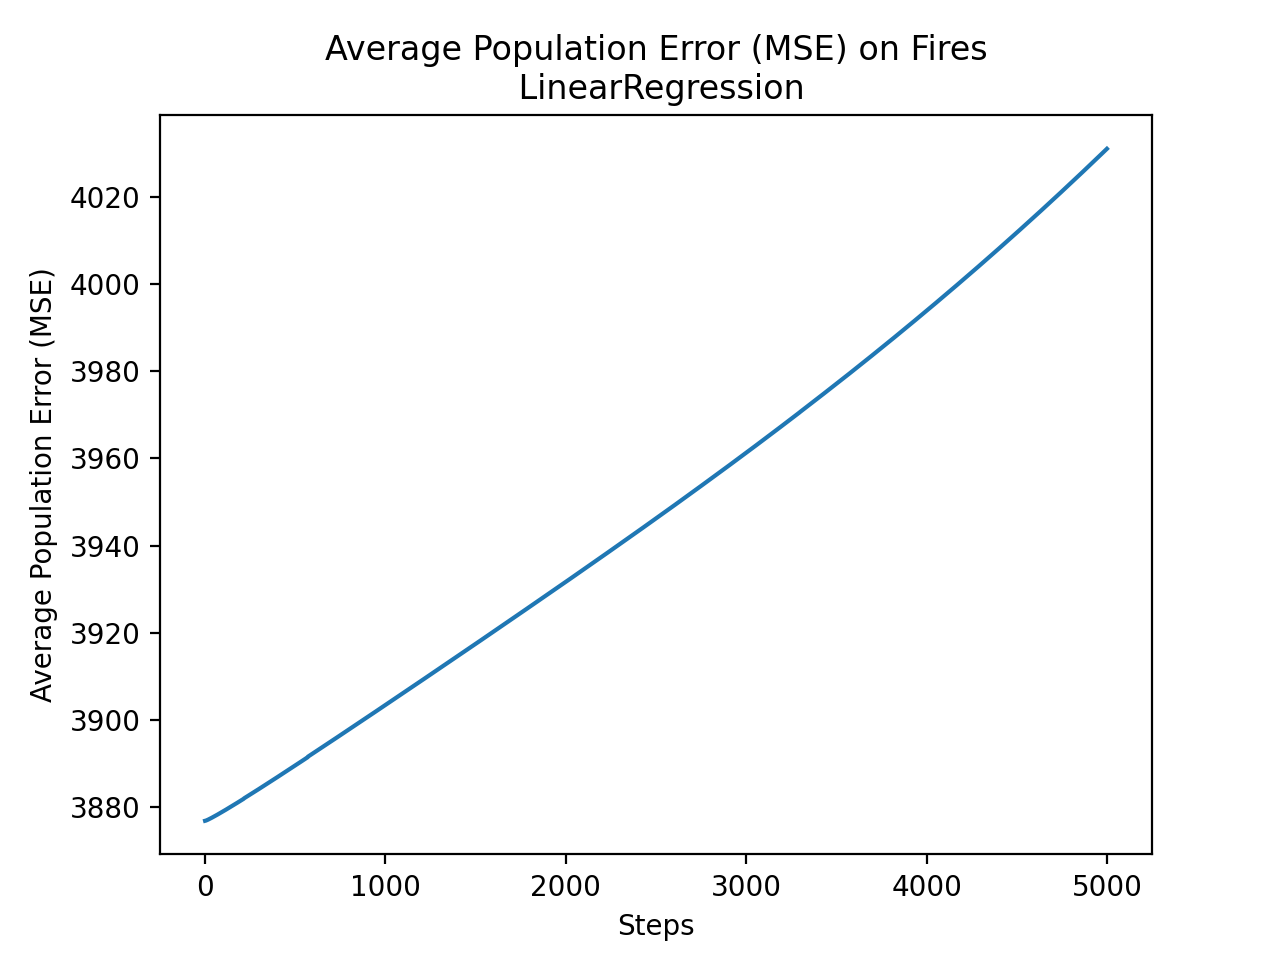 Average Population Error (MSE) on Fires
LinearRegression
Average Population Error (MSE)
4020
4000
3980
3960
3940
3920
3900
3880
0 1000 2000 3000 4000 5000
Steps